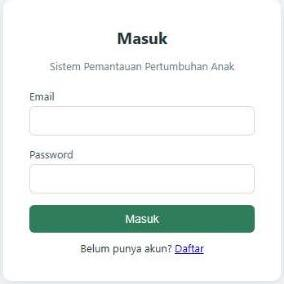 Masuk
Sistem Pemantauan Pertumbuhan Anak
Email
Password
Masuk
Belum punya akun? Daftar